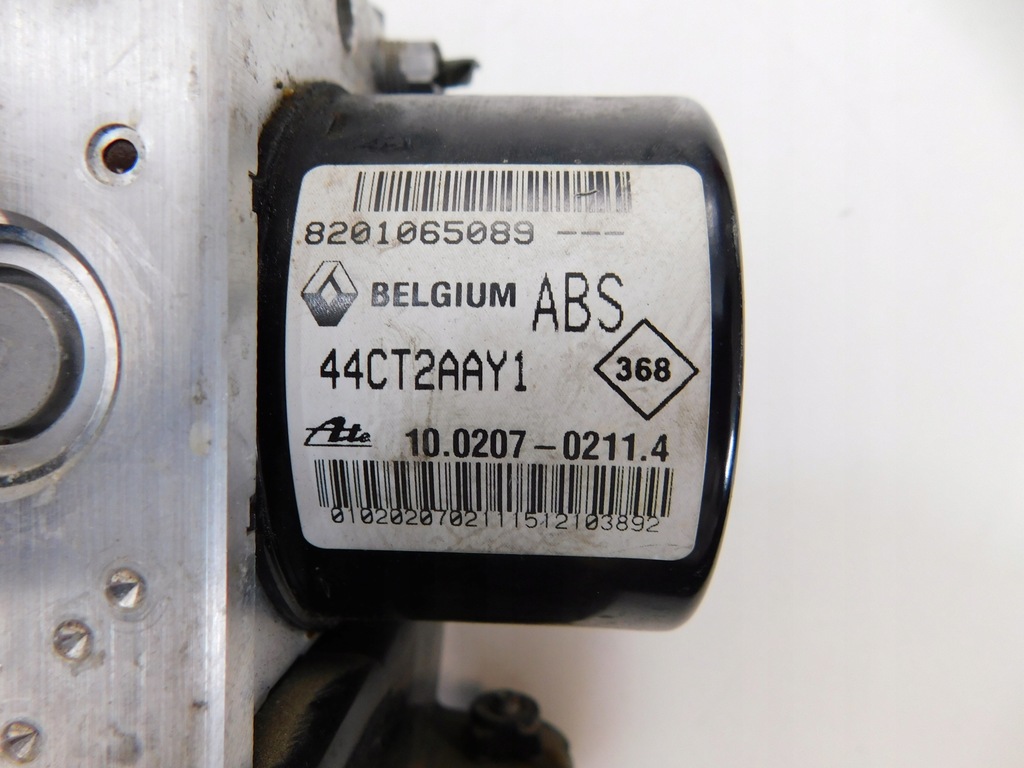 8201065089 ---
BELGIUM ABS
44CT2AAY1
368
Ate 10.0207-0211.4
0102020702111512103892